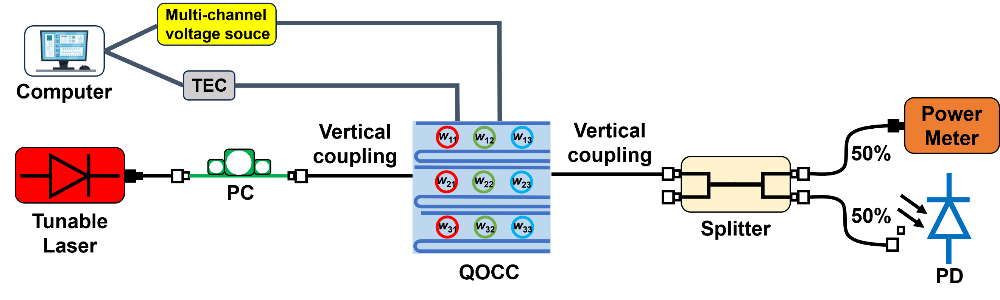 Multi-channel
voltage souce
Computer
TEC
Vertical
coupling
Vertical
coupling
Power
Meter
50%
w11
w12
w13
w21
w22
w23
w31
w32
w33
PC
Tunable
Laser
QOCC
Splitter
50%
PD